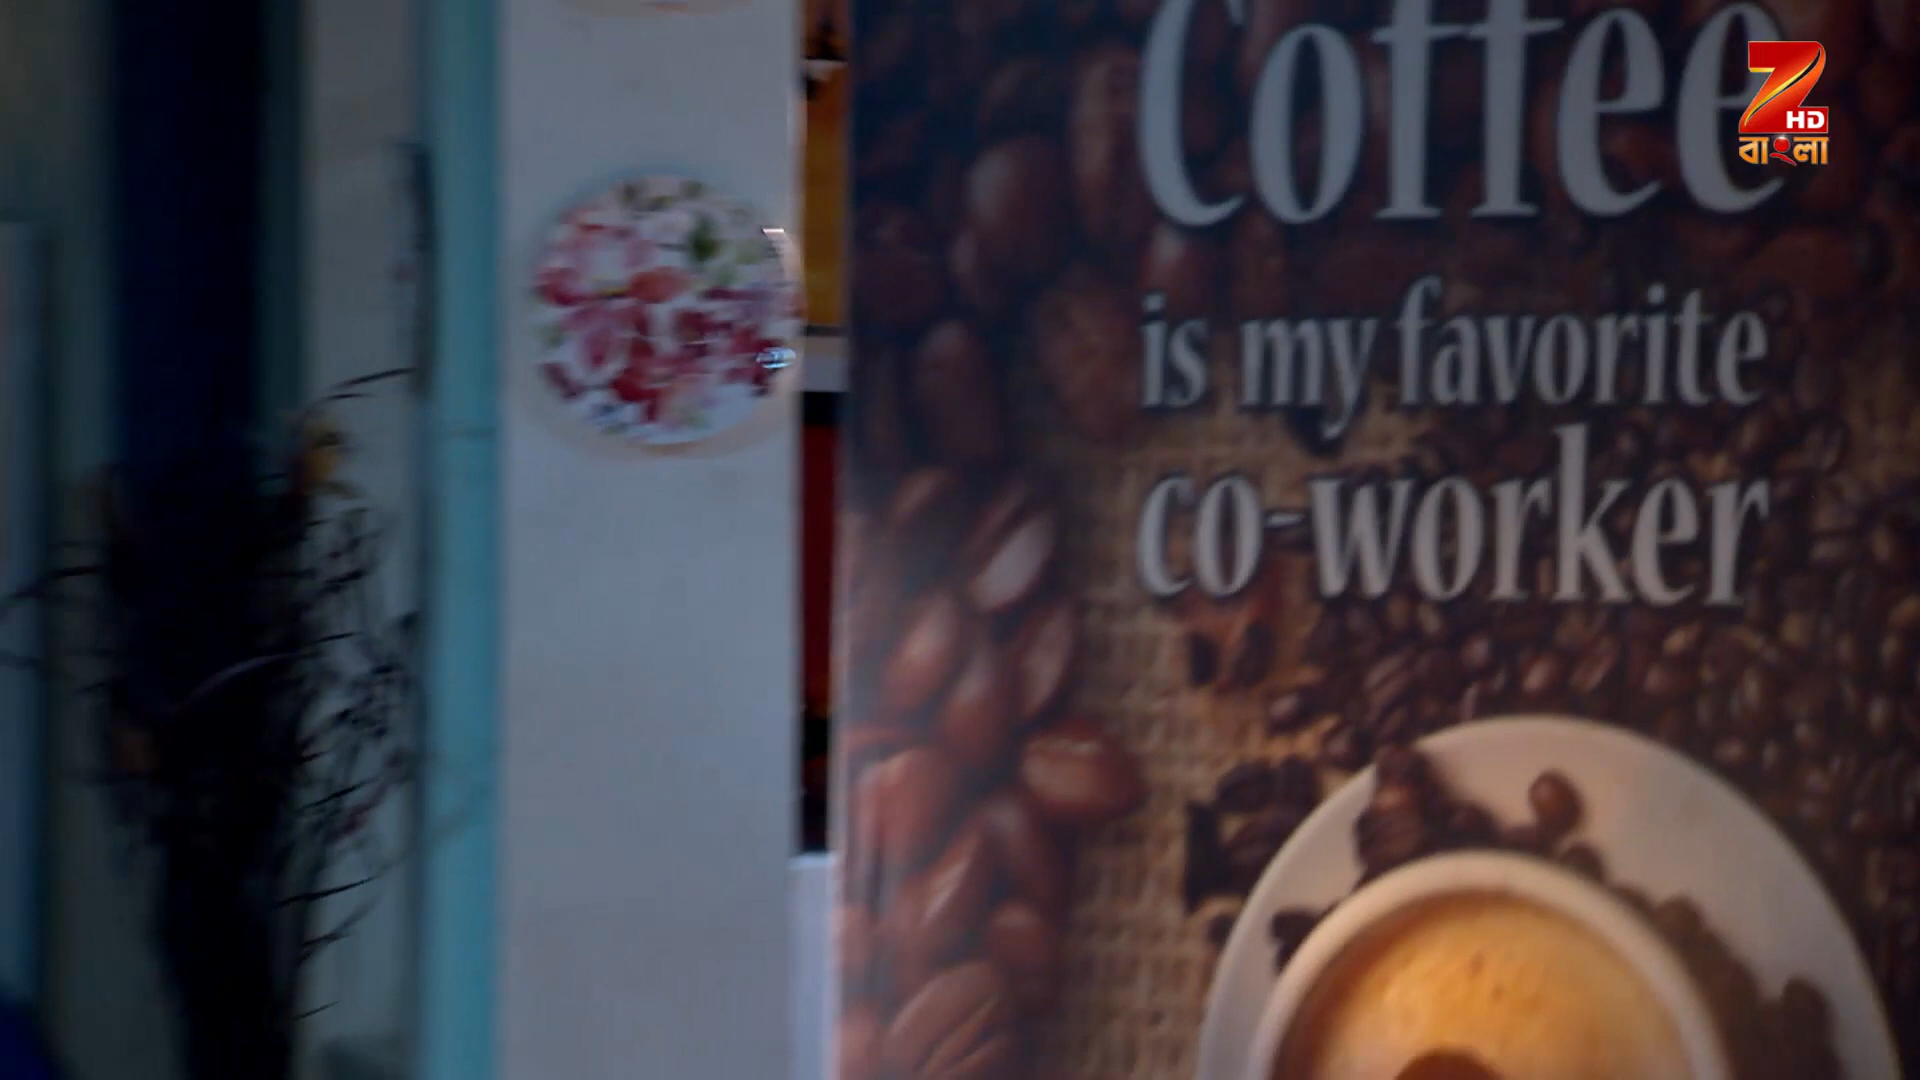 Coffee
is my favorite
co-worker
HD
বাংলা